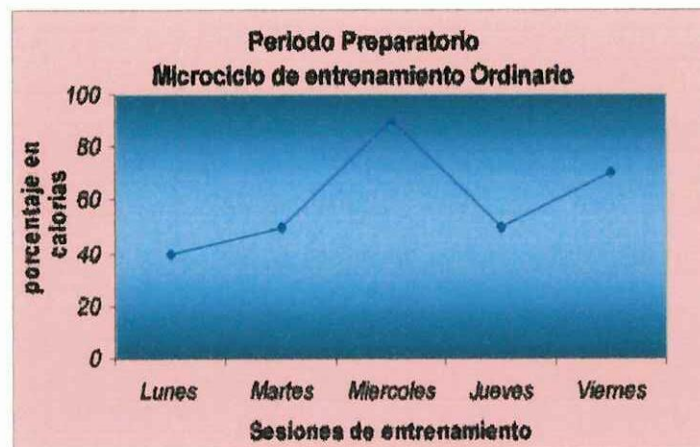 Periodo Preparatorio
Microciclo de entrenamiento Ordinario
porcentaje en
calorias
100
80
60
40
20
0
Lunes Martes Miercoles Jueves Viernes
Sesiones de entrenamiento